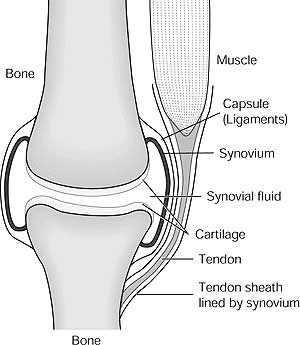 Bone
Muscle
Capsule
(Ligaments)
Synovium
Synovial fluid
Cartilage
Tendon
Tendon sheath
lined by synovium
Bone